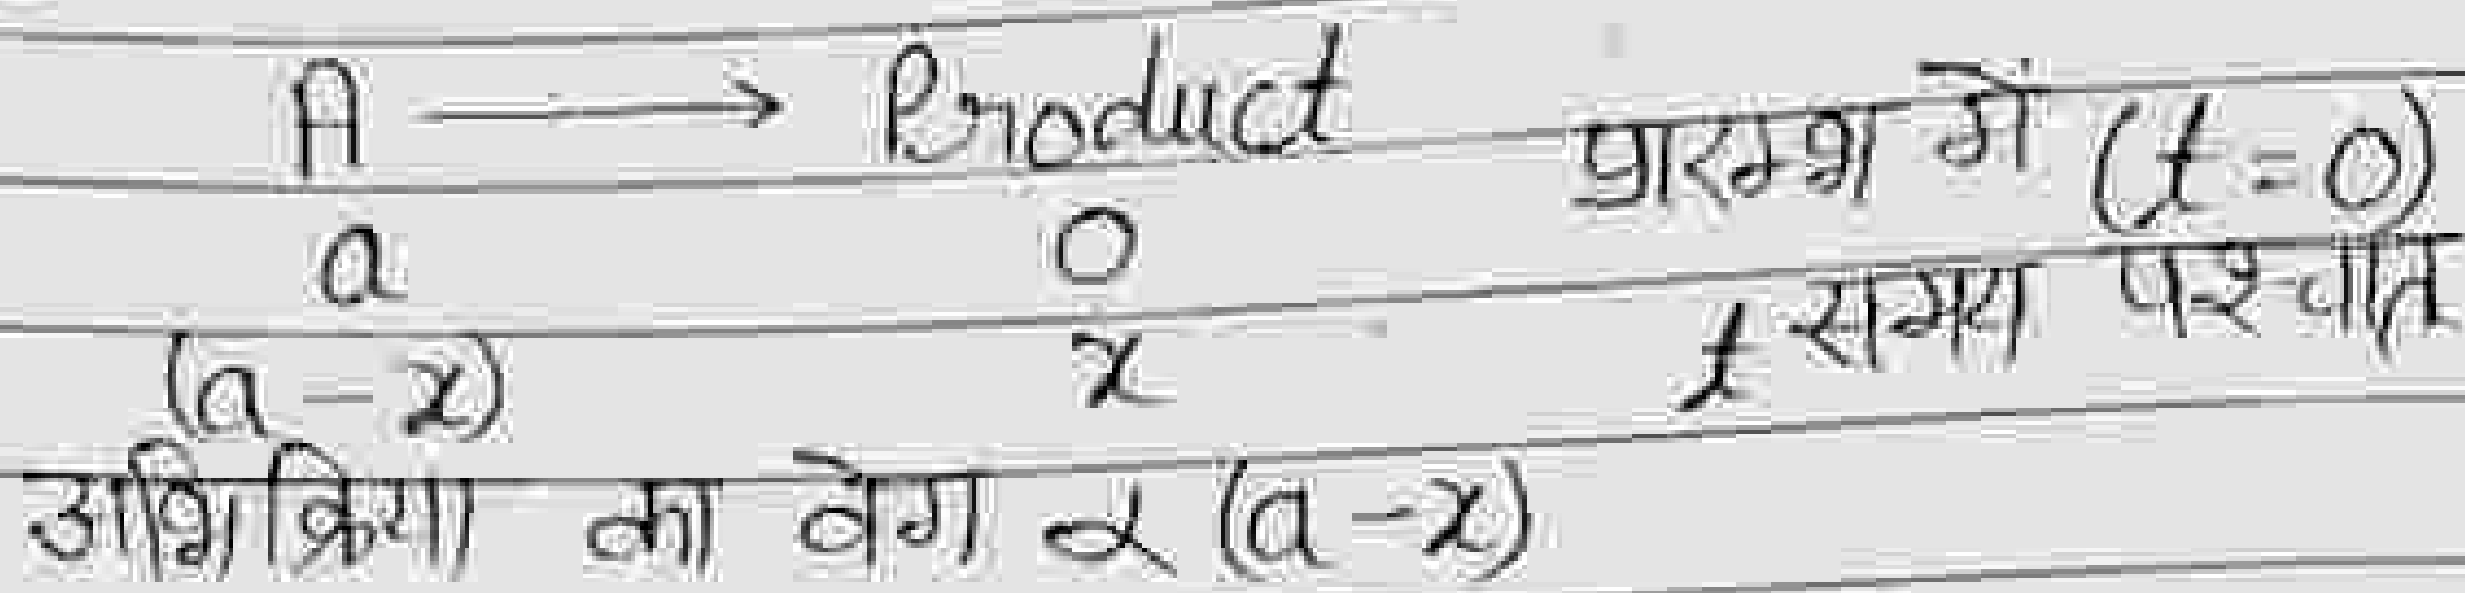 A → Product
a 0 प्रारम्भ में (t = 0)
(a - x) x t समय पश्चात
अभिक्रिया का वेग ∝ (a - x)